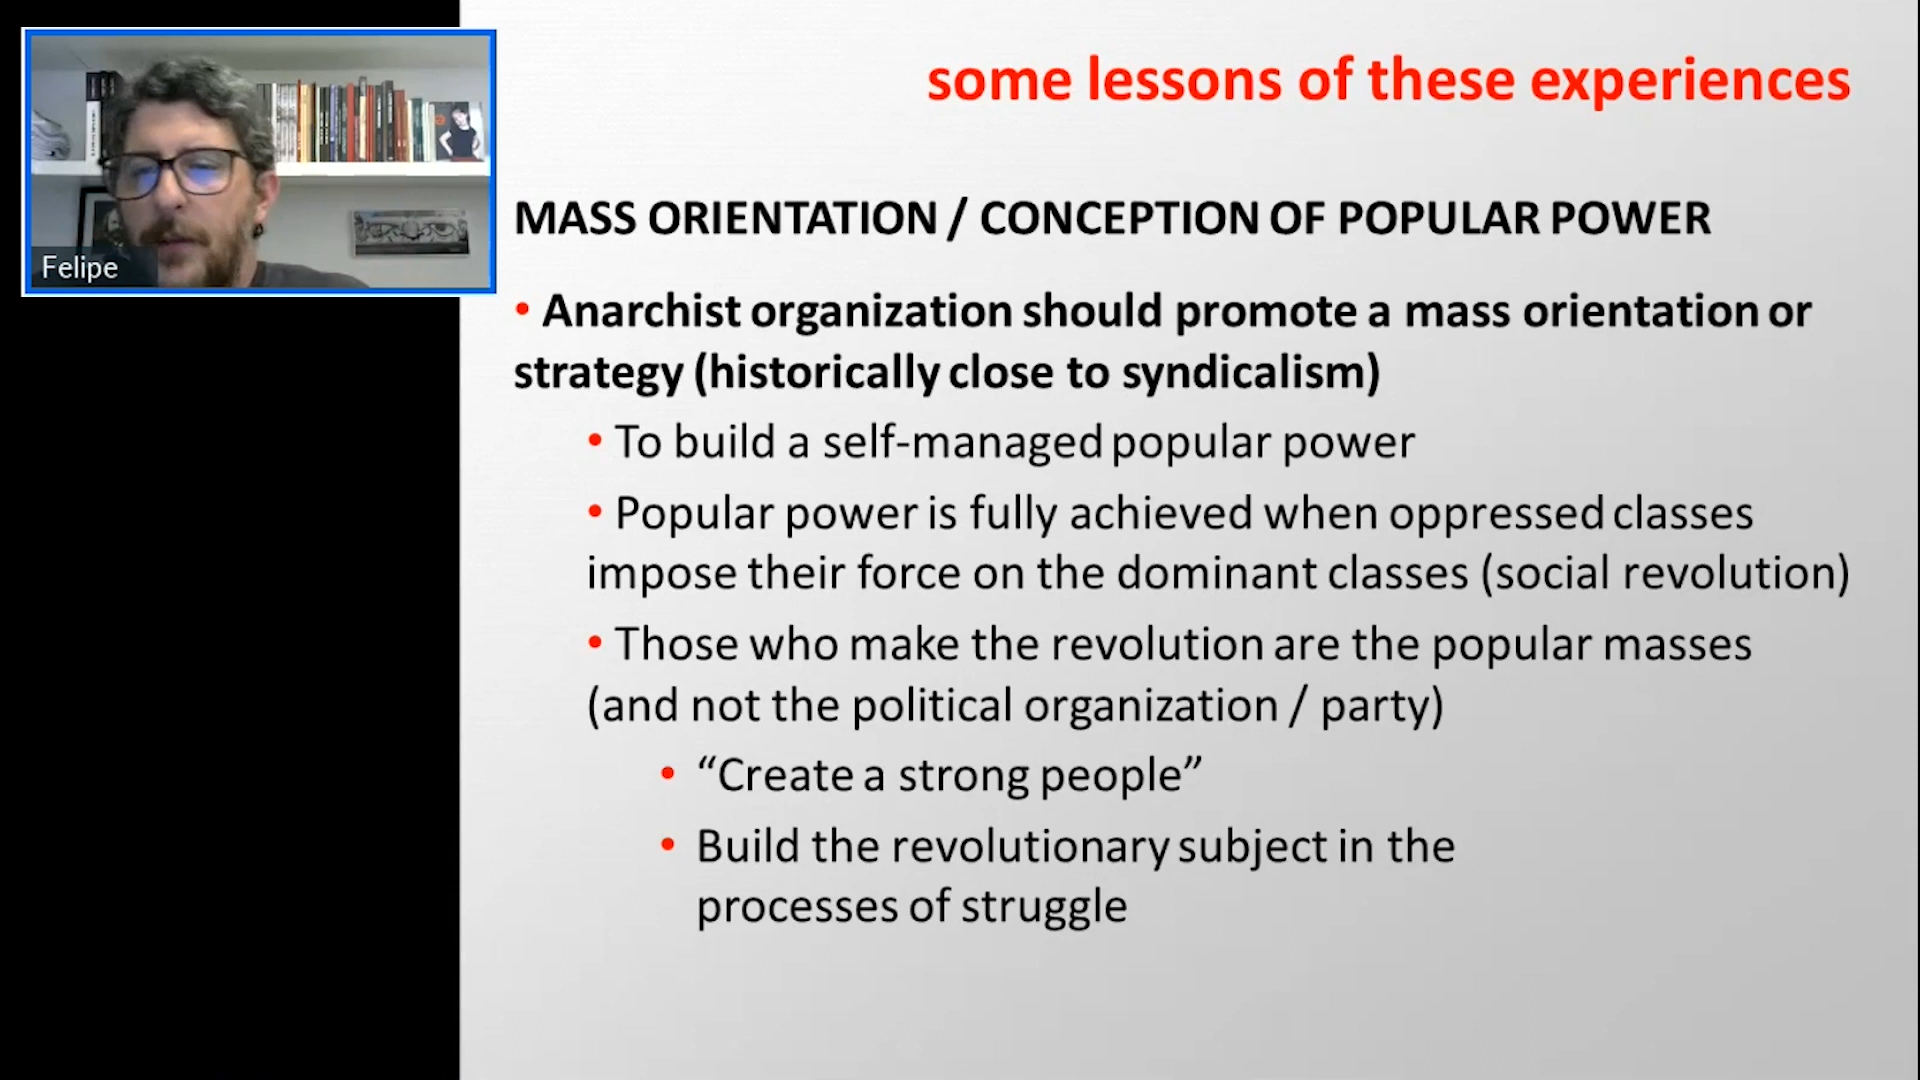 some lessons of these experiences
Felipe
MASS ORIENTATION / CONCEPTION OF POPULAR POWER
• Anarchist organization should promote a mass orientation or
strategy (historically close to syndicalism)
• To build a self-managed popular power
• Popular power is fully achieved when oppressed classes
impose their force on the dominant classes (social revolution)
• Those who make the revolution are the popular masses
(and not the political organization / party)
• “Create a strong people”
• Build the revolutionary subject in the
processes of struggle